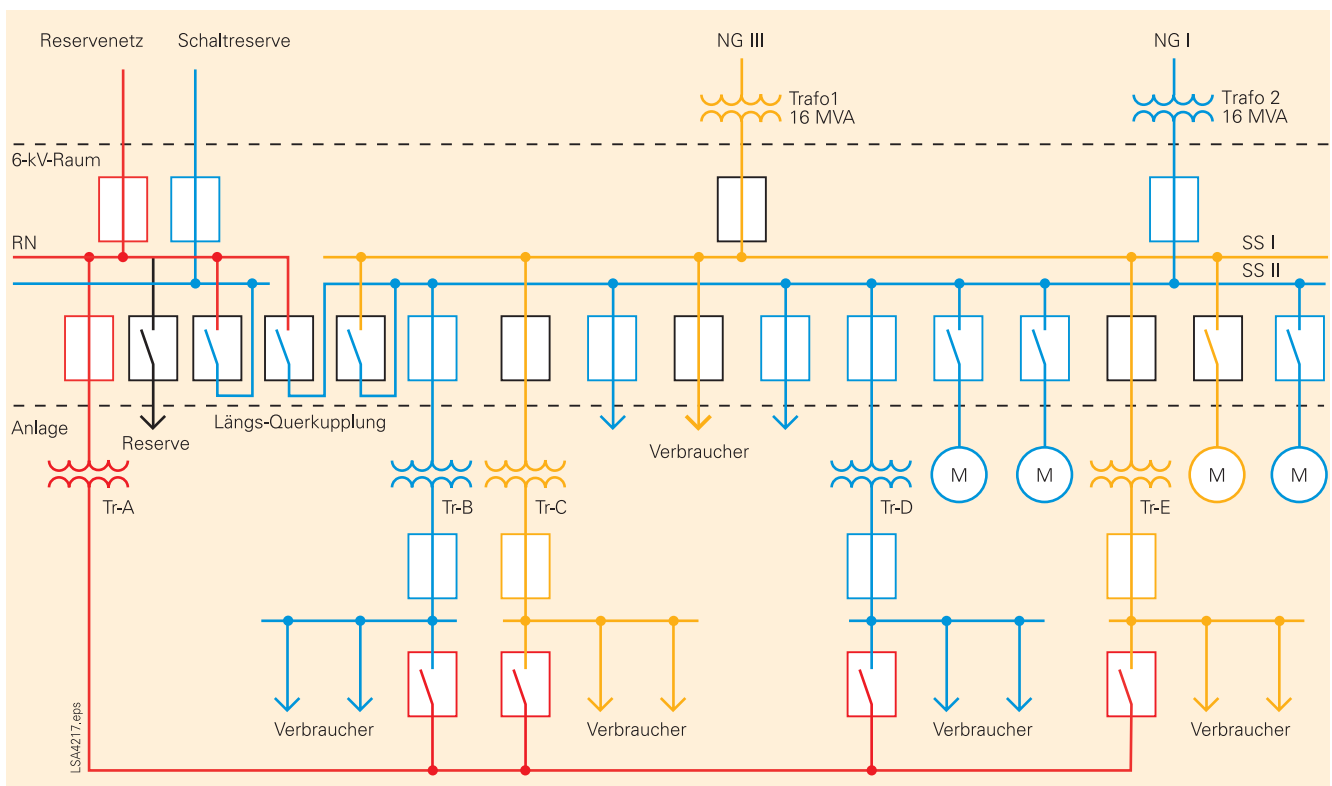 Reservenetz
Schaltreserve
NG III
NG I
Trafo1
16 MVA
Trafo 2
16 MVA
6-kV-Raum
RN
SS I
SS II
Anlage
Reserve
Längs-Querkupplung
Verbraucher
M
M
M
M
Tr-A
Tr-B
Tr-C
Tr-D
Tr-E
Verbraucher
Verbraucher
Verbraucher
Verbraucher
LSA4217.eps